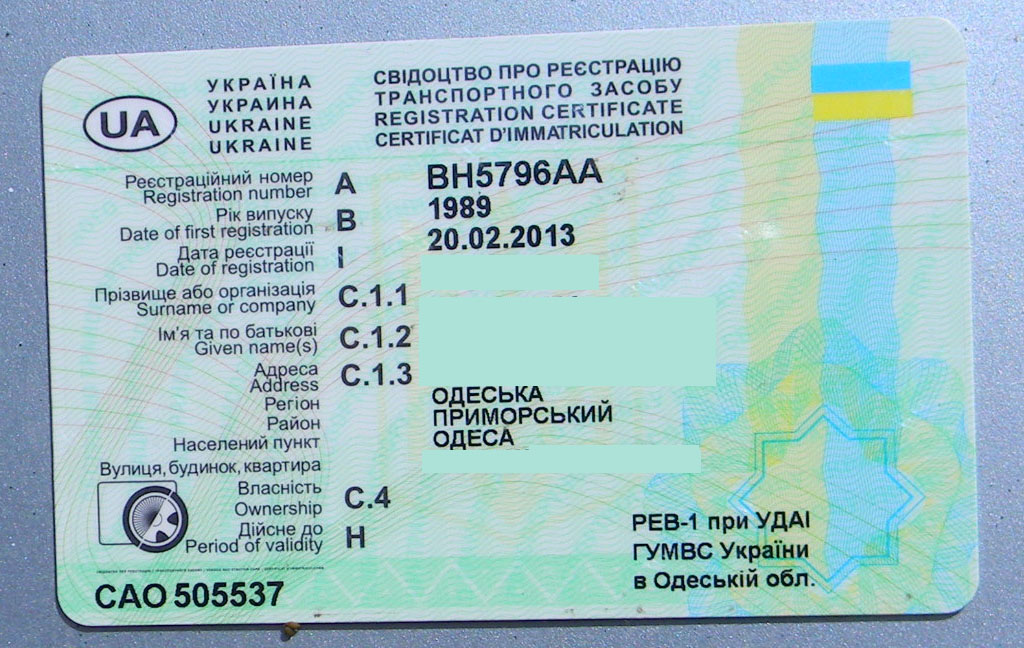 UA
УКРАЇНА
УКРАИНА
UKRAINE
UKRAINE
СВІДОЦТВО ПРО РЕЄСТРАЦІЮ
ТРАНСПОРТНОГО ЗАСОБУ
REGISTRATION CERTIFICATE
CERTIFICAT D'IMMATRICULATION
Реєстраційний номер
Registration number A BH5796AA
Рік випуску
Date of first registration B 1989
Дата реєстрації
Date of registration I 20.02.2013
Прізвище або організація
Surname or company C.1.1
Ім'я та по батькові
Given name(s) C.1.2
Адреса
Address C.1.3
Регіон ОДЕСЬКА
Район ПРИМОРСЬКИЙ
Населений пункт ОДЕСА
Вулиця, будинок, квартира
Власність
Ownership C.4
Дійсне до
Period of validity H
РЕВ-1 при УДАІ
ГУМВС України
в Одеській обл.
САО 505537